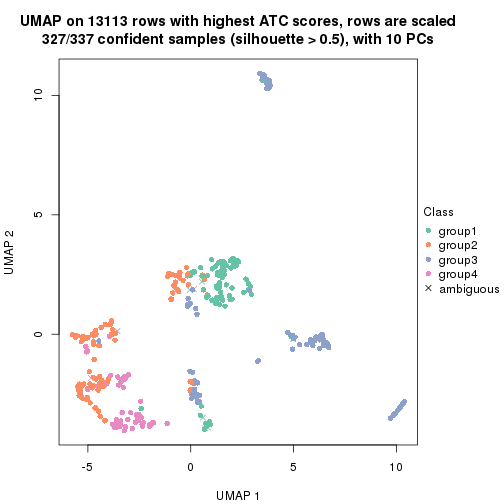 UMAP on 13113 rows with highest ATC scores, rows are scaled
327/337 confident samples (silhouette > 0.5), with 10 PCs
10
5
0
UMAP 2
-5
0
5
10
UMAP 1
Class
group1
group2
group3
group4
ambiguous